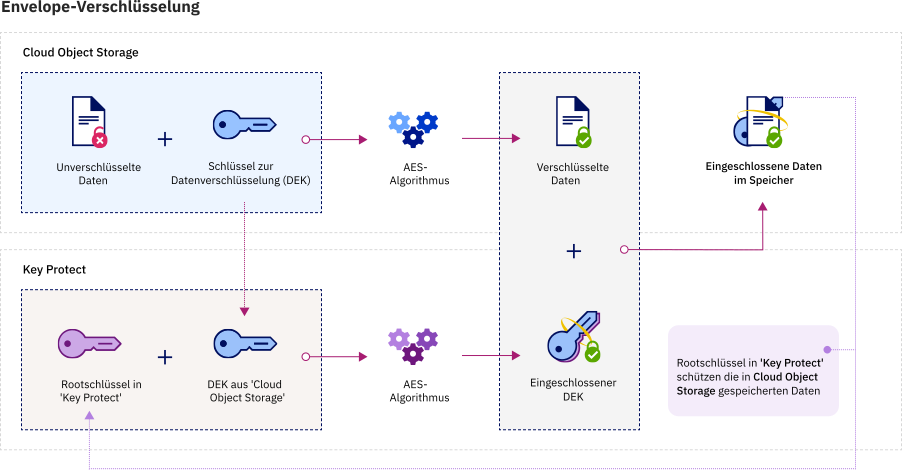 Envelope-Verschlüsselung
Cloud Object Storage
Unverschlüsselte
Daten
Schlüssel zur
Datenverschlüsselung (DEK)
AES-
Algorithmus
Verschlüsselte
Daten
Eingeschlossene Daten
im Speicher
Key Protect
Rootschlüssel in
'Key Protect'
DEK aus 'Cloud
Object Storage'
AES-
Algorithmus
Eingeschlossener
DEK
Rootschlüssel in 'Key Protect'
schützen die in Cloud Object
Storage gespeicherten Daten